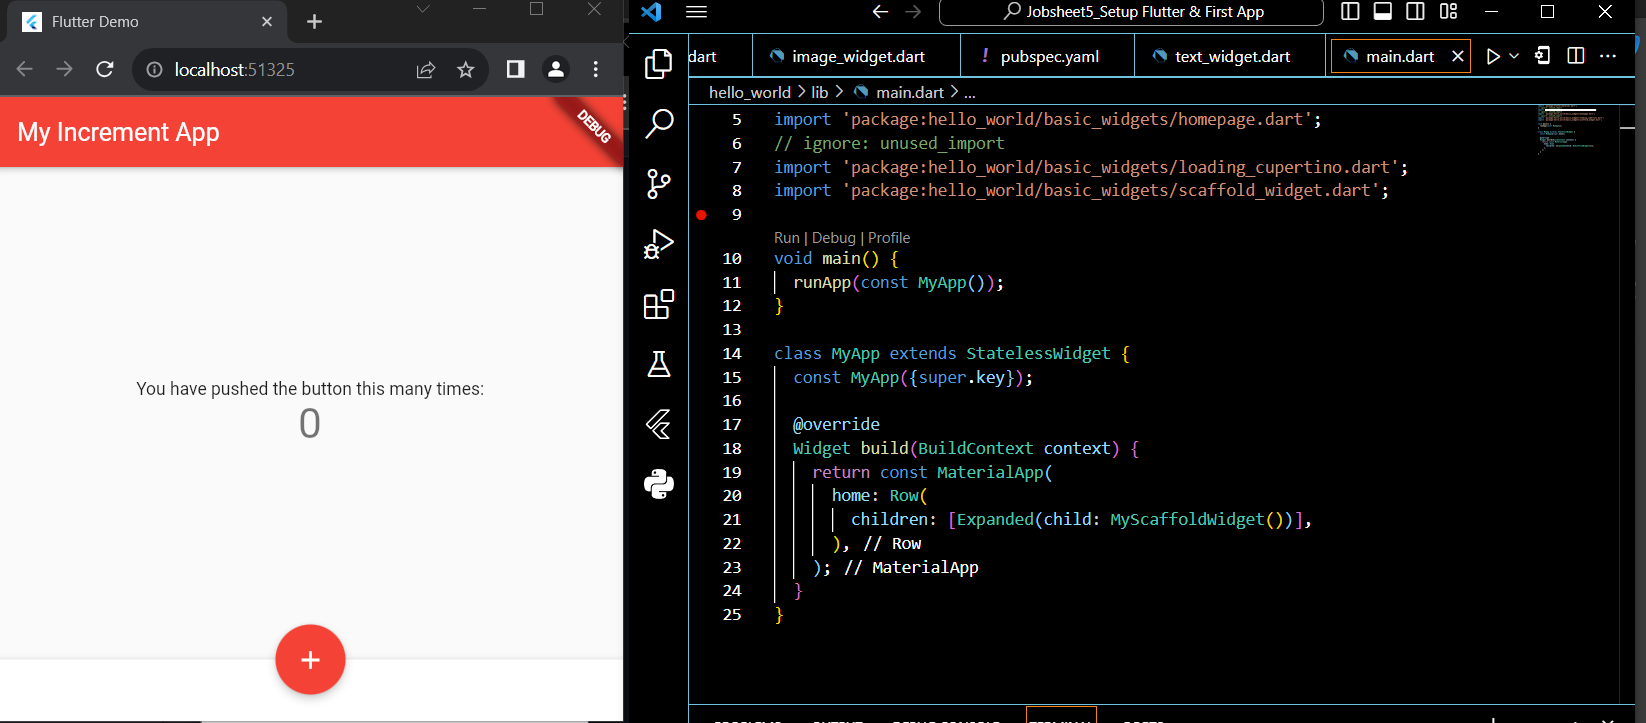 Flutter Demo
localhost:51325
My Increment App
DEBUG
You have pushed the button this many times:
0
Jobsheet5_Setup Flutter & First App
dart
image_widget.dart
! pubspec.yaml
text_widget.dart
main.dart
hello_world > lib > main.dart > ...
5 import 'package:hello_world/basic_widgets/homepage.dart';
6 // ignore: unused_import
7 import 'package:hello_world/basic_widgets/loading_cupertino.dart';
8 import 'package:hello_world/basic_widgets/scaffold_widget.dart';
9
Run | Debug | Profile
10 void main() {
11 runApp(const MyApp());
12 }
13
14 class MyApp extends StatelessWidget {
15 const MyApp({super.key});
16
17 @override
18 Widget build(BuildContext context) {
19 return const MaterialApp(
20 home: Row(
21 children: [Expanded(child: MyScaffoldWidget())],
22 ), // Row
23 ); // MaterialApp
24 }
25 }